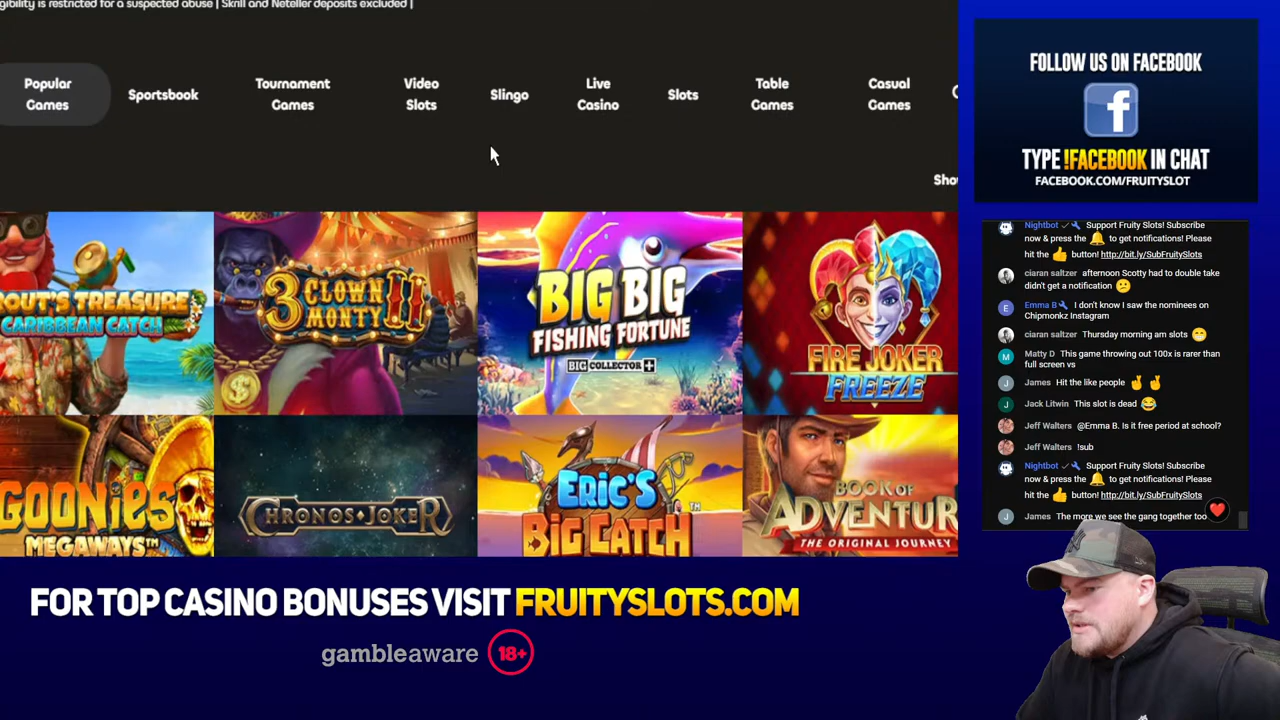 gibility is restricted for a suspected abuse | Skrill and Neteller deposits excluded |
Popular
Games
Sportsbook
Tournament
Games
Video
Slots
Slingo
Live
Casino
Slots
Table
Games
Casual
Games
Sho
ROUT'S TREASURE
CARIBBEAN CATCH
3 CLOWN
MONTY II
BIG BIG
FISHING FORTUNE
BIG COLLECTOR+
FIRE JOKER
FREEZE
GOONIES
MEGAWAYS™
CHRONOS JOKER
ERIC'S
BIG CATCH™
BOOK OF
ADVENTUR
THE ORIGINAL JOURNEY
FOR TOP CASINO BONUSES VISIT FRUITYSLOTS.COM
gambleaware 18+
FOLLOW US ON FACEBOOK
f
TYPE !FACEBOOK IN CHAT
FACEBOOK.COM/FRUITYSLOT
Nightbot Support Fruity Slots! Subscribe
now & press the 🔔 to get notifications! Please
hit the 👍 button! http://bit.ly/SubFruitySlots
ciaran saltzer afternoon Scotty had to double take
didn't get a notification 😕
E Emma B I don't know I saw the nominees on
Chipmonkz Instagram
ciaran saltzer Thursday morning am slots 😁
M Matty D This game throwing out 100x is rarer than
full screen vs
J James Hit the like people 🤞 🤞
J Jack Litwin This slot is dead 😂
Jeff Walters @Emma B. Is it free period at school?
Jeff Walters !sub
Nightbot Support Fruity Slots! Subscribe
now & press the 🔔 to get notifications! Please
hit the 👍 button! http://bit.ly/SubFruitySlots
J James The more we see the gang together too